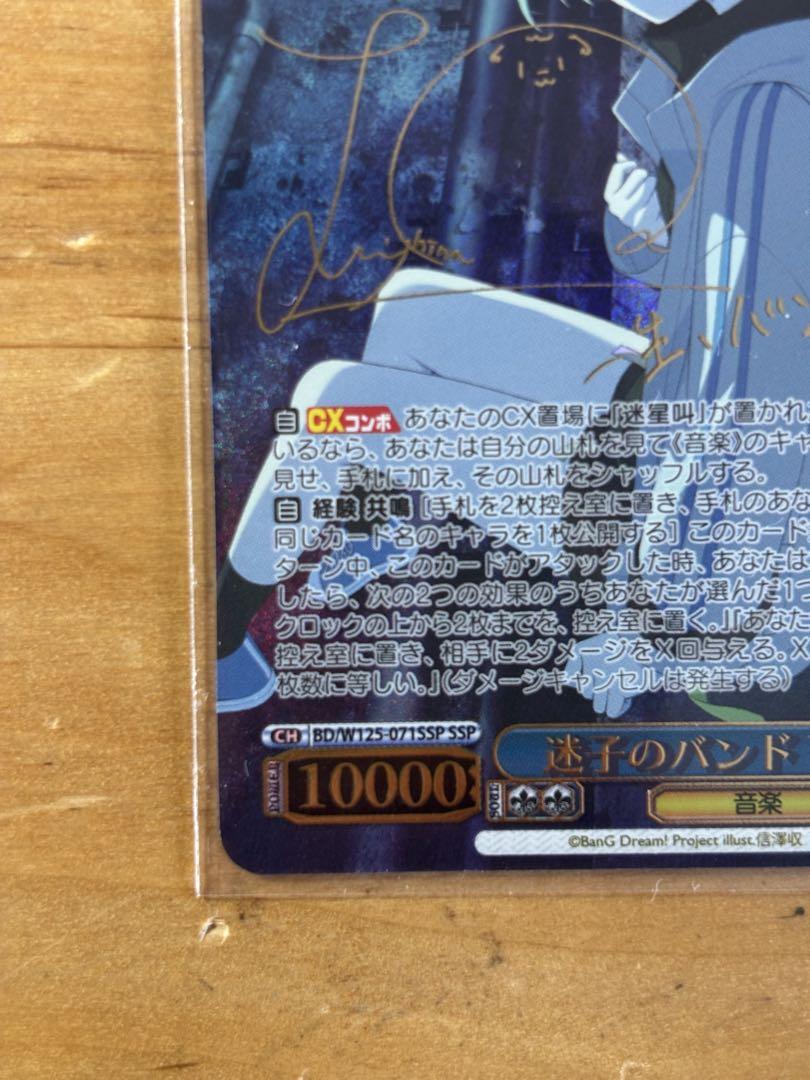 一生、バン
自 CXコンボ あなたのCX置場に「迷星叫」が置かれ
いるなら、あなたは自分の山札を見て《音楽》のキャ
見せ、手札に加え、その山札をシャッフルする。
自 経験 共鳴 [手札を2枚控え室に置き、手札のあな
同じカード名のキャラを1枚公開する] このカード
ターン中、このカードがアタックした時、あなたは
したら、次の2つの効果のうちあなたが選んだ1つ
クロックの上から2枚までを、控え室に置く。』『あなた
控え室に置き、相手に2ダメージをX回与える。X
枚数に等しい。』(ダメージキャンセルは発生する)
CH BD/W125-071SSP SSP
迷子のバンド
10000
音楽
©BanG Dream! Project illust.信澤収